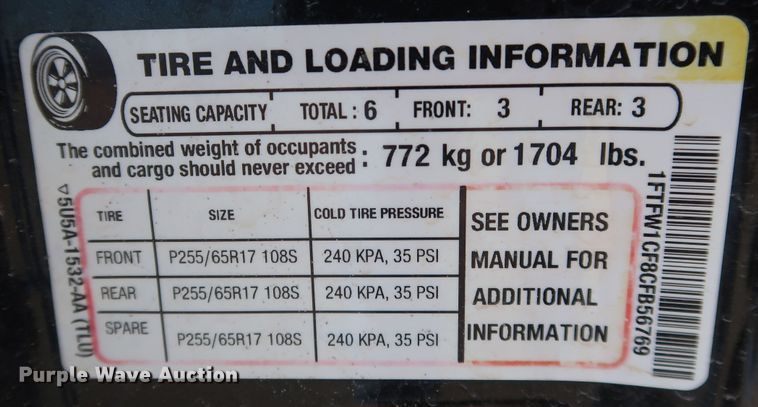 TIRE AND LOADING INFORMATION
SEATING CAPACITY TOTAL : 6 FRONT: 3 REAR: 3
The combined weight of occupants
and cargo should never exceed : 772 kg or 1704 lbs.
TIRE SIZE COLD TIRE PRESSURE
FRONT P255/65R17 108S 240 KPA, 35 PSI
REAR P255/65R17 108S 240 KPA, 35 PSI
SPARE P255/65R17 108S 240 KPA, 35 PSI
SEE OWNERS
MANUAL FOR
ADDITIONAL
INFORMATION
5U5A-1532-AA (TLU)
1FTFW1CF8CFB56769
Purple Wave Auction